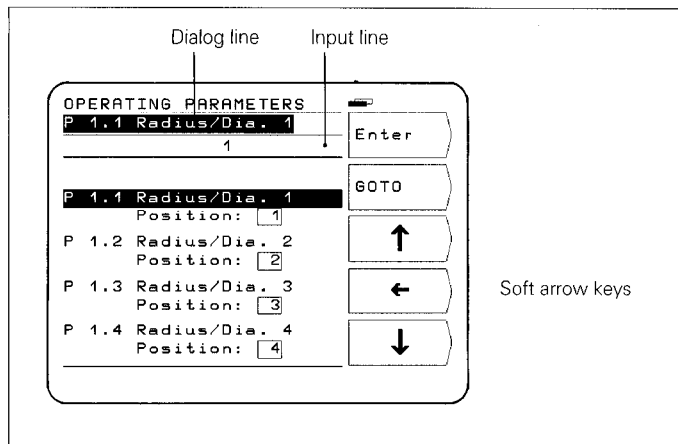 Dialog line
Input line
OPERATING PARAMETERS
P 1.1 Radius/Dia. 1
1
Enter
GOTO
P 1.1 Radius/Dia. 1
Position: 1
P 1.2 Radius/Dia. 2
Position: 2
P 1.3 Radius/Dia. 3
Position: 3
P 1.4 Radius/Dia. 4
Position: 4
↑
←
↓
Soft arrow keys